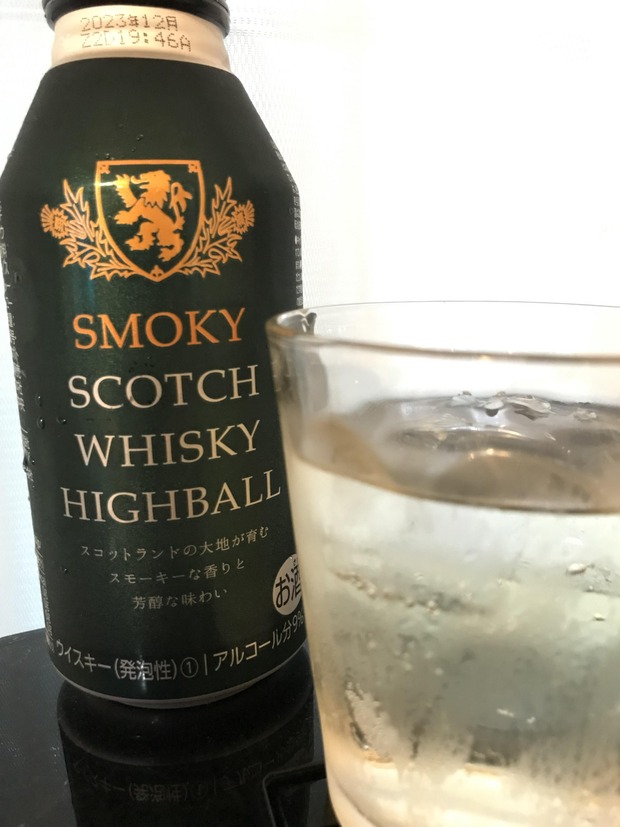 2023年12月
Z2D19:46A
SMOKY
SCOTCH
WHISKY
HIGHBALL
スコットランドの大地が育む
スモーキーな香りと
芳醇な味わい
お酒
ウイスキー(発泡性)①|アルコール分9%